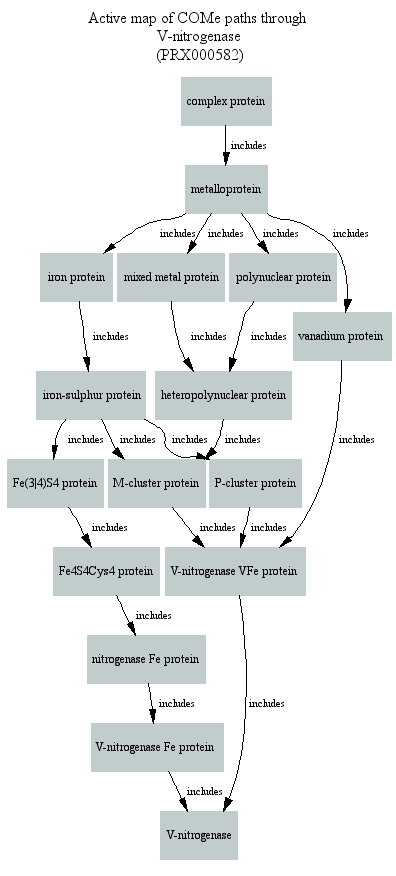 Active map of COMe paths through
V-nitrogenase
(PRX000582)
complex protein
includes
metalloprotein
includes
includes
includes
includes
iron protein
mixed metal protein
polynuclear protein
vanadium protein
includes
includes
includes
iron-sulphur protein
heteropolynuclear protein
includes
includes
includes
includes
includes
Fe(3|4)S4 protein
M-cluster protein
P-cluster protein
includes
includes
includes
Fe4S4Cys4 protein
V-nitrogenase VFe protein
includes
nitrogenase Fe protein
includes
includes
V-nitrogenase Fe protein
includes
V-nitrogenase